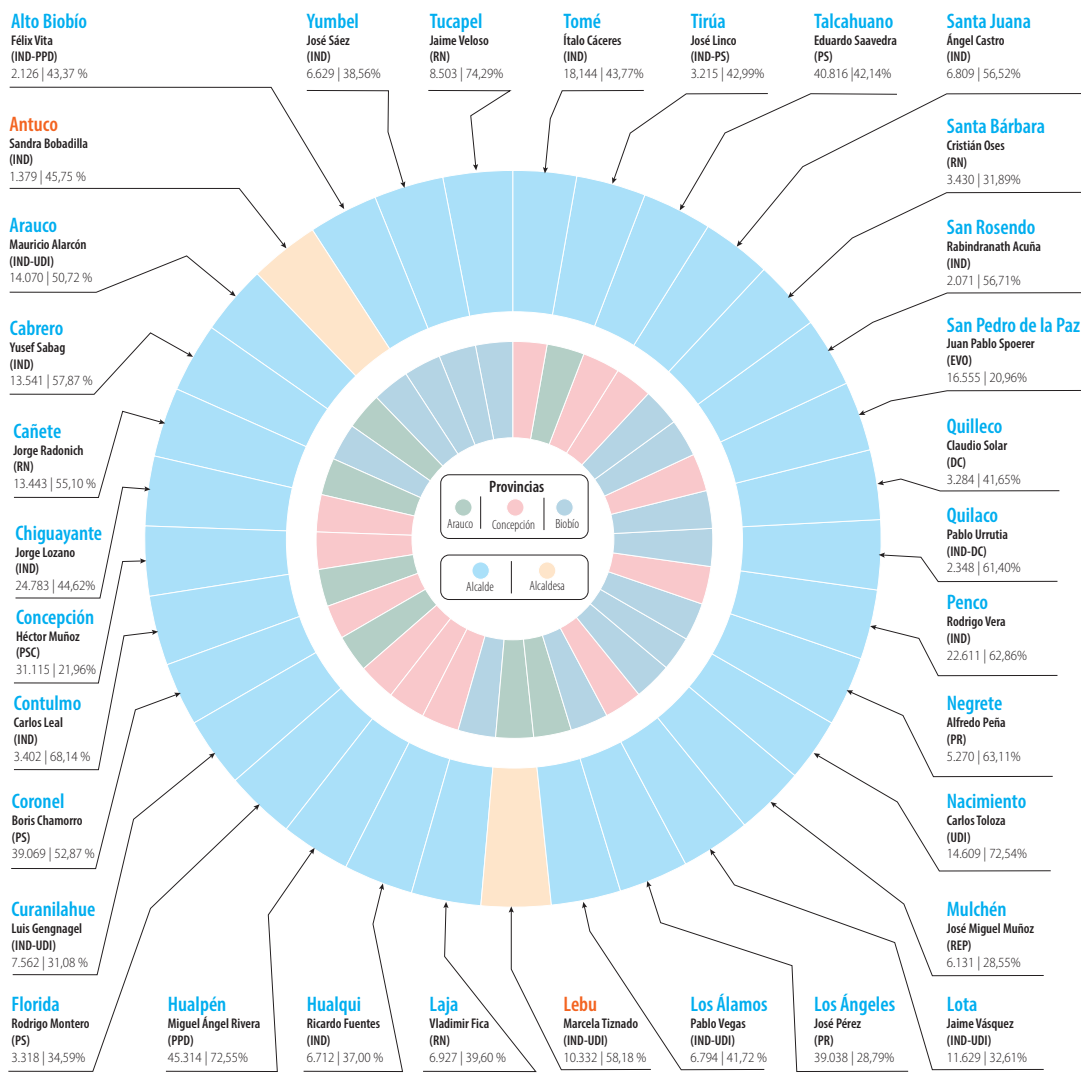 Alto Biobío
Félix Vita
(IND-PPD)
2.126 | 43,37 %
Yumbel
José Sáez
(IND)
6.629 | 38,56%
Tucapel
Jaime Veloso
(RN)
8.503 | 74,29%
Tomé
Ítalo Cáceres
(IND)
18,144 | 43,77%
Tirúa
José Linco
(IND-PS)
3.215 | 42,99%
Talcahuano
Eduardo Saavedra
(PS)
40.816 | 42,14%
Santa Juana
Ángel Castro
(IND)
6.809 | 56,52%
Antuco
Sandra Bobadilla
(IND)
1.379 | 45,75 %
Santa Bárbara
Cristián Oses
(RN)
3.430 | 31,89%
Arauco
Mauricio Alarcón
(IND-UDI)
14.070 | 50,72 %
San Rosendo
Rabindranath Acuña
(IND)
2.071 | 56,71%
Cabrero
Yusef Sabag
(IND)
13.541 | 57,87 %
San Pedro de la Paz
Juan Pablo Spoerer
(EVO)
16.555 | 20,96%
Cañete
Jorge Radonich
(RN)
13.443 | 55,10 %
Quilleco
Claudio Solar
(DC)
3.284 | 41,65%
Provincias
Arauco
Concepción
Biobío
Alcalde
Alcaldesa
Chiguayante
Jorge Lozano
(IND)
24.783 | 44,62%
Quilaco
Pablo Urrutia
(IND-DC)
2.348 | 61,40%
Concepción
Héctor Muñoz
(PSC)
31.115 | 21,96%
Penco
Rodrigo Vera
(IND)
22.611 | 62,86%
Contulmo
Carlos Leal
(IND)
3.402 | 68,14 %
Negrete
Alfredo Peña
(PR)
5.270 | 63,11%
Coronel
Boris Chamorro
(PS)
39.069 | 52,87 %
Nacimiento
Carlos Toloza
(UDI)
14.609 | 72,54%
Curanilahue
Luis Gengnagel
(IND-UDI)
7.562 | 31,08 %
Mulchén
José Miguel Muñoz
(REP)
6.131 | 28,55%
Florida
Rodrigo Montero
(PS)
3.318 | 34,59%
Hualpén
Miguel Ángel Rivera
(PPD)
45.314 | 72,55%
Hualqui
Ricardo Fuentes
(IND)
6.712 | 37,00 %
Laja
Vladimir Fica
(RN)
6.927 | 39,60 %
Lebu
Marcela Tiznado
(IND-UDI)
10.332 | 58,18 %
Los Álamos
Pablo Vegas
(IND-UDI)
6.794 | 41,72 %
Los Ángeles
José Pérez
(PR)
39.038 | 28,79%
Lota
Jaime Vásquez
(IND-UDI)
11.629 | 32,61%